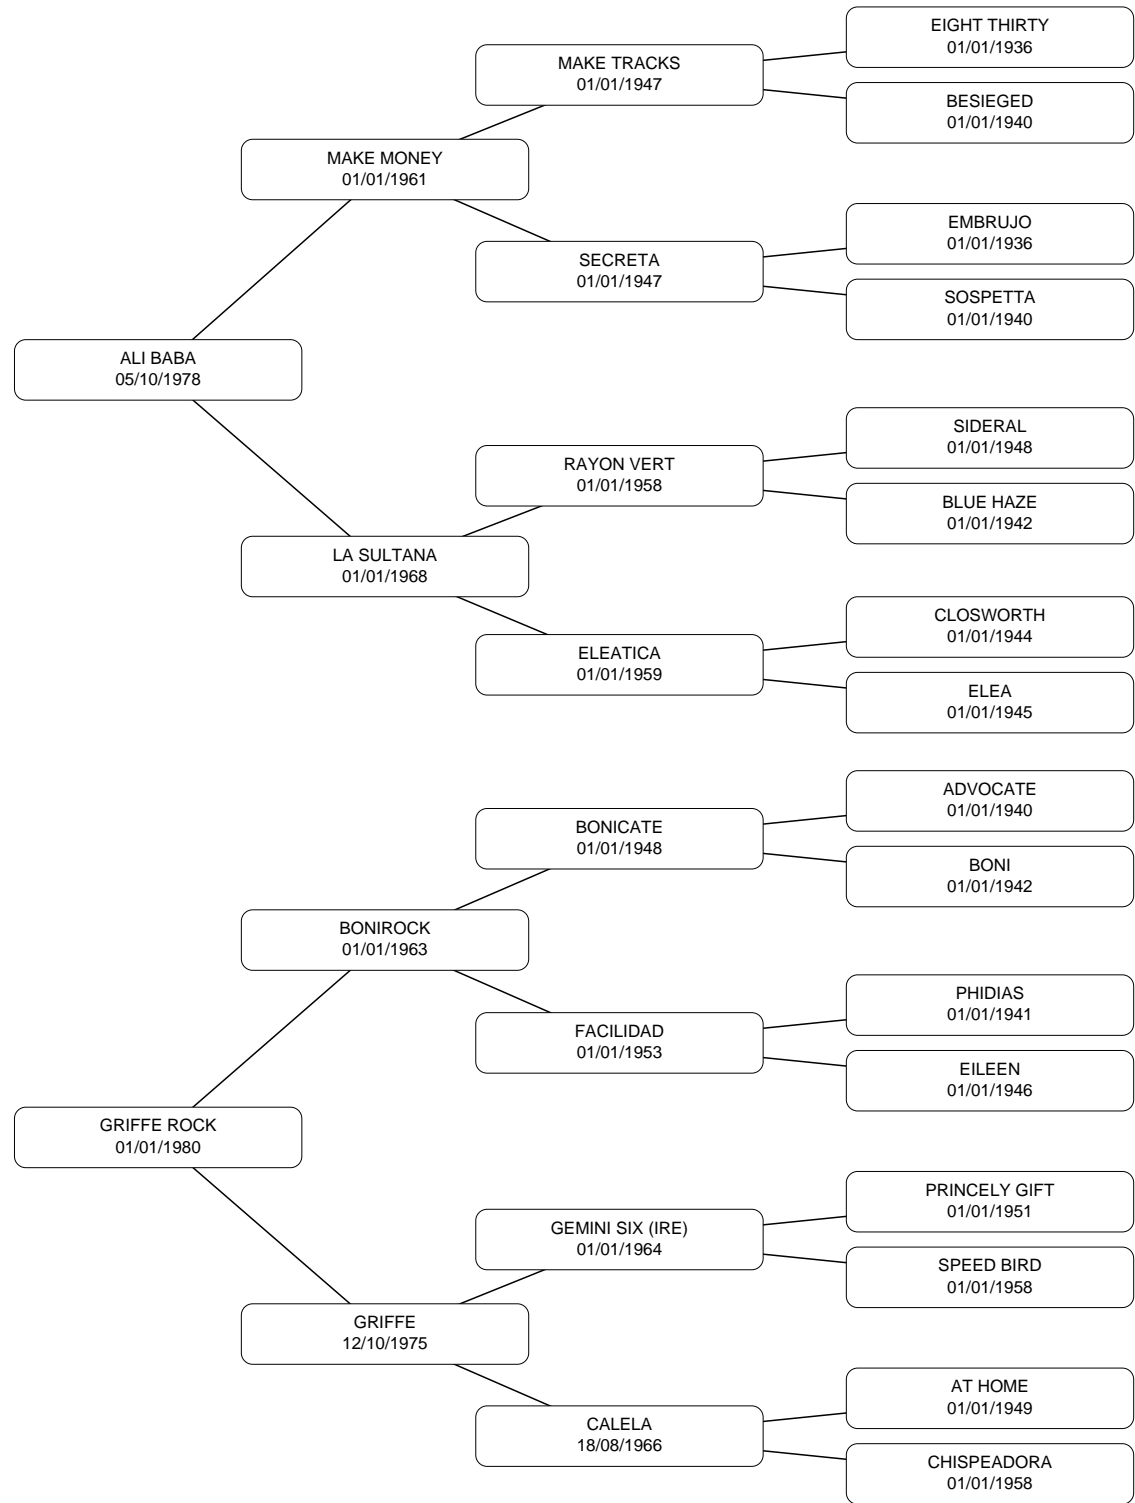 EIGHT THIRTY
01/01/1936
MAKE TRACKS
01/01/1947
BESIEGED
01/01/1940
MAKE MONEY
01/01/1961
EMBRUJO
01/01/1936
SECRETA
01/01/1947
SOSPETTA
01/01/1940
ALI BABA
05/10/1978
SIDERAL
01/01/1948
RAYON VERT
01/01/1958
BLUE HAZE
01/01/1942
LA SULTANA
01/01/1968
CLOSWORTH
01/01/1944
ELEATICA
01/01/1959
ELEA
01/01/1945
ADVOCATE
01/01/1940
BONICATE
01/01/1948
BONI
01/01/1942
BONIROCK
01/01/1963
PHIDIAS
01/01/1941
FACILIDAD
01/01/1953
EILEEN
01/01/1946
GRIFFE ROCK
01/01/1980
PRINCELY GIFT
01/01/1951
GEMINI SIX (IRE)
01/01/1964
SPEED BIRD
01/01/1958
GRIFFE
12/10/1975
AT HOME
01/01/1949
CALELA
18/08/1966
CHISPEADORA
01/01/1958